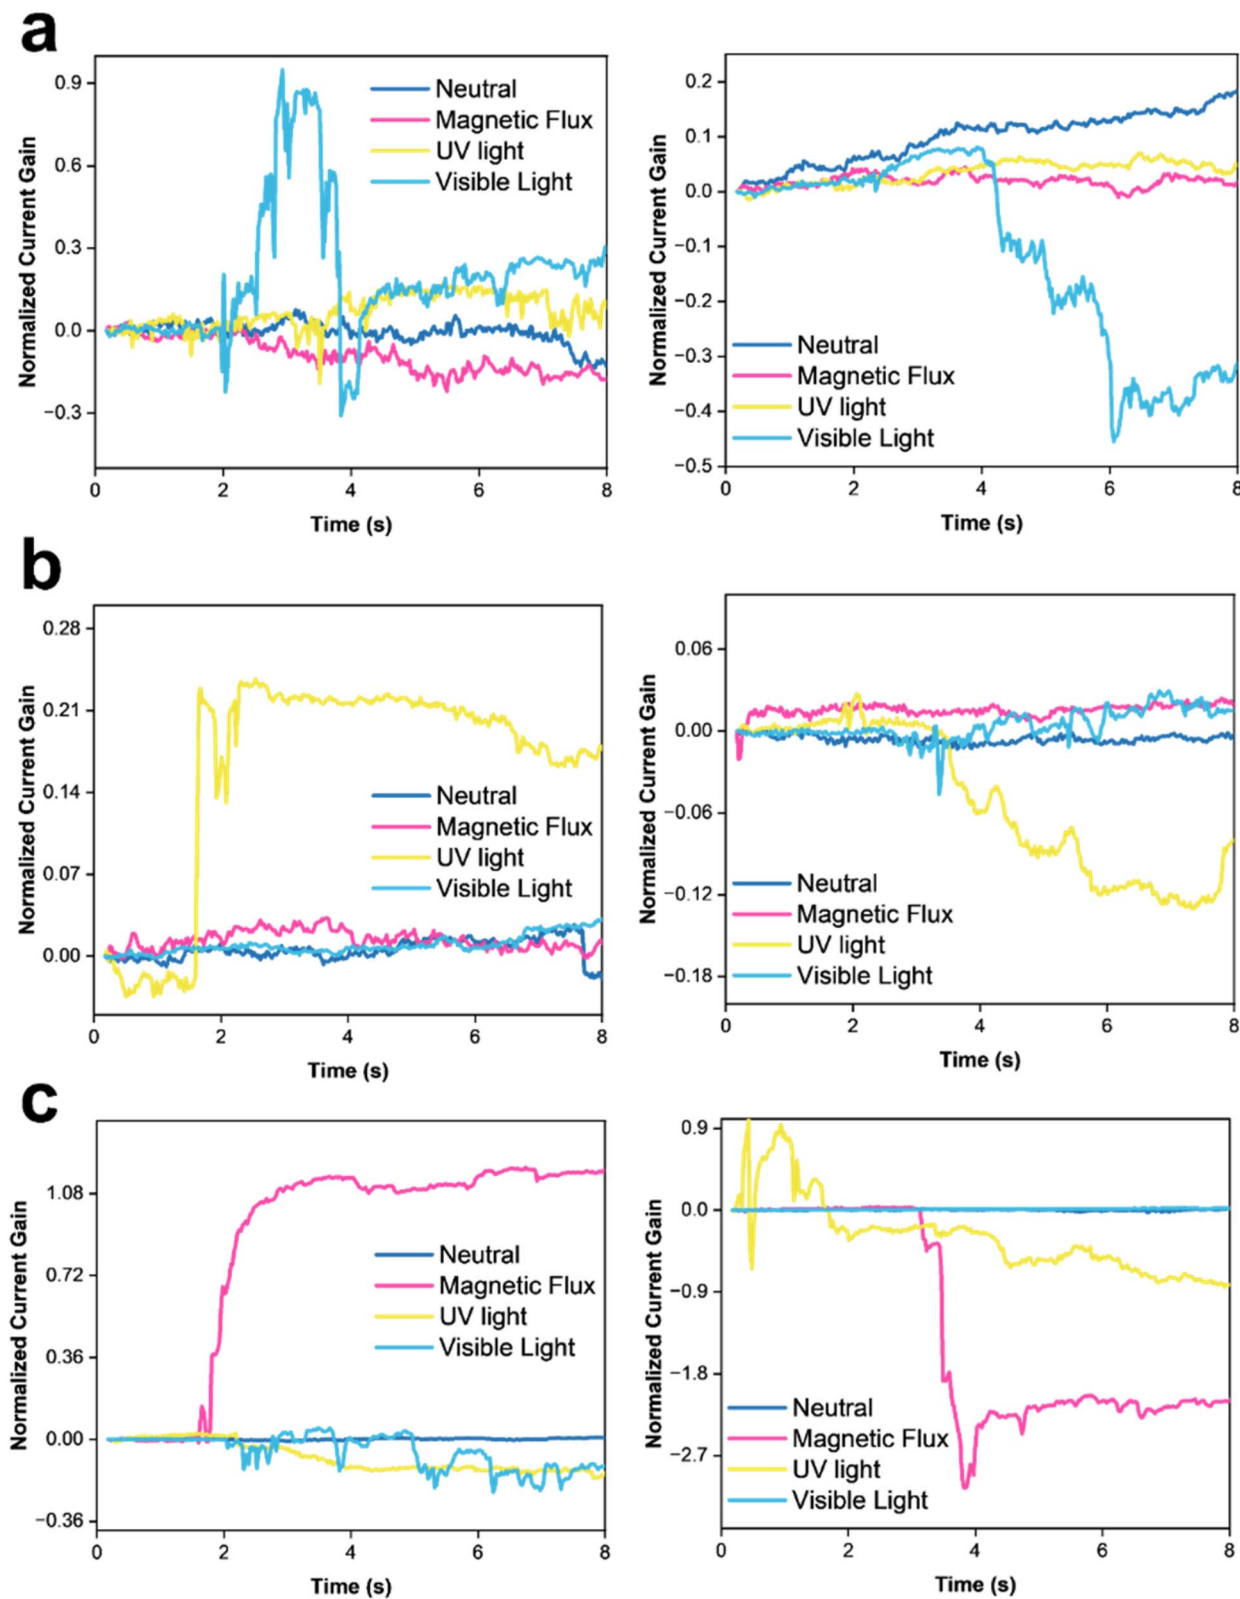 a
0.9
0.6
0.3
0.0
−0.3
Normalized Current Gain
Neutral
Magnetic Flux
UV light
Visible Light
0 2 4 6 8
Time (s)
0.2
0.1
0.0
−0.1
−0.2
−0.3
−0.4
−0.5
Normalized Current Gain
Neutral
Magnetic Flux
UV light
Visible Light
0 2 4 6 8
Time (s)
b
0.28
0.21
0.14
0.07
0.00
Normalized Current Gain
Neutral
Magnetic Flux
UV light
Visible Light
0 2 4 6 8
Time (s)
0.06
0.00
−0.06
−0.12
−0.18
Normalized Current Gain
Neutral
Magnetic Flux
UV light
Visible Light
0 2 4 6 8
Time (s)
c
1.08
0.72
0.36
0.00
−0.36
Normalized Current Gain
Neutral
Magnetic Flux
UV light
Visible Light
0 2 4 6 8
Time (s)
0.9
0.0
−0.9
−1.8
−2.7
Normalized Current Gain
Neutral
Magnetic Flux
UV light
Visible Light
0 2 4 6 8
Time (s)